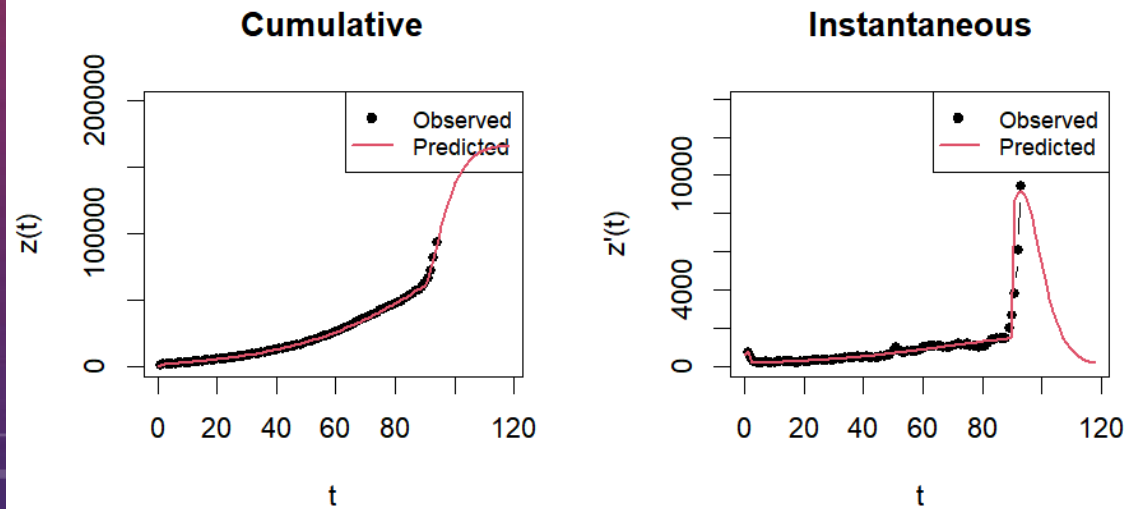 Cumulative
z(t)
200000
100000
0
Observed
Predicted
0 20 40 60 80 120
t
Instantaneous
z'(t)
10000
4000
0
Observed
Predicted
0 20 40 60 80 120
t